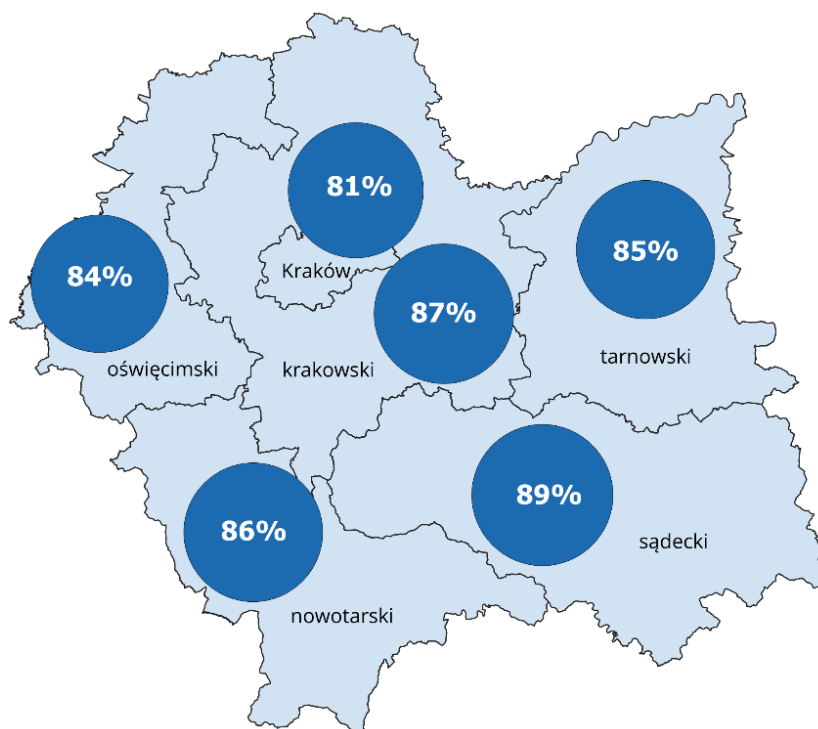 81%
Kraków
84%
85%
87%
oświęcimski
krakowski
tarnowski
86%
89%
sądecki
nowotarski